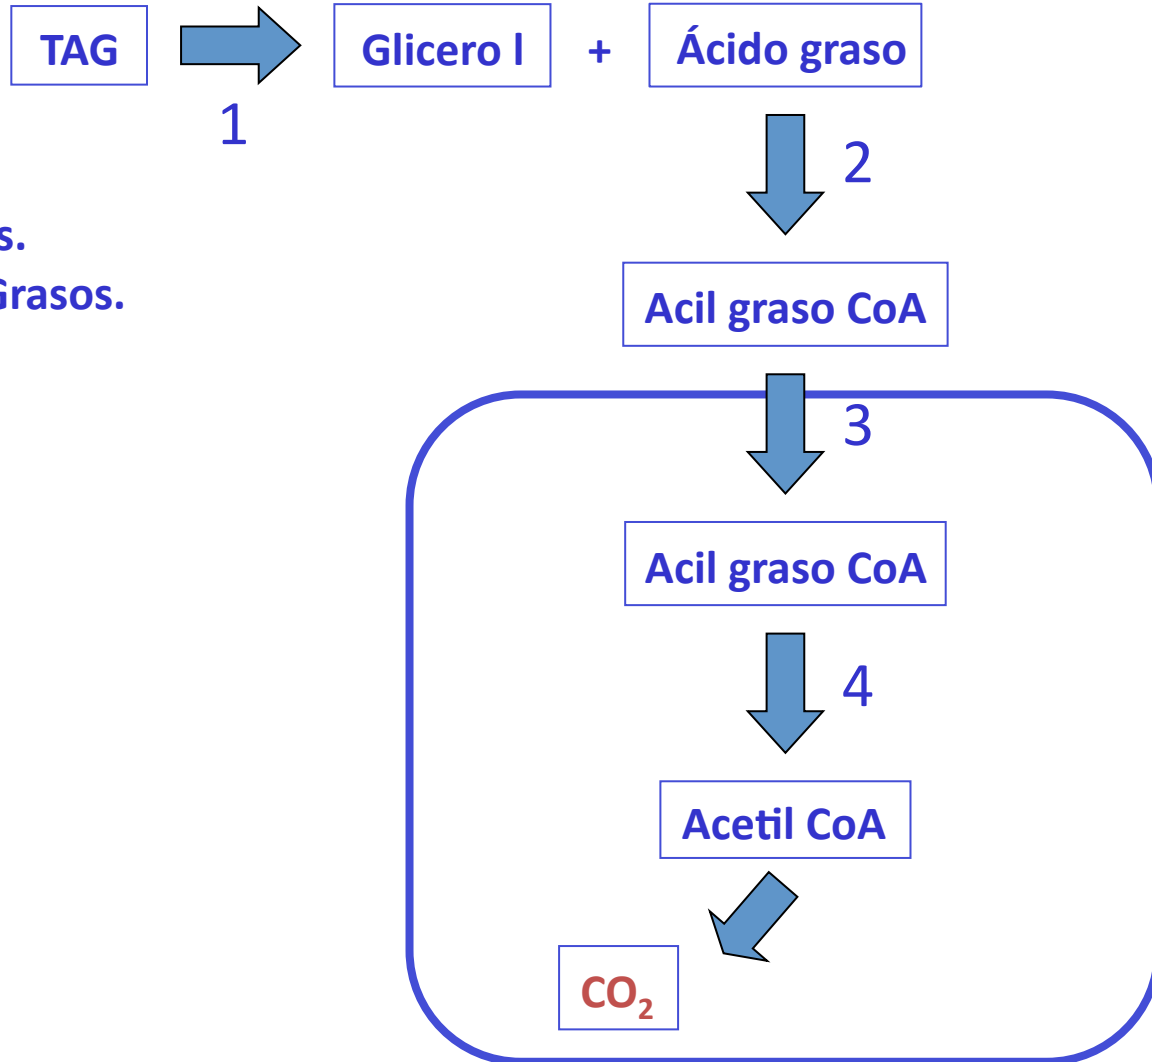 TAG
Glicero l
+
Ácido graso
1
2
s.
Grasos.
Acil graso CoA
3
Acil graso CoA
4
Acetil CoA
CO₂